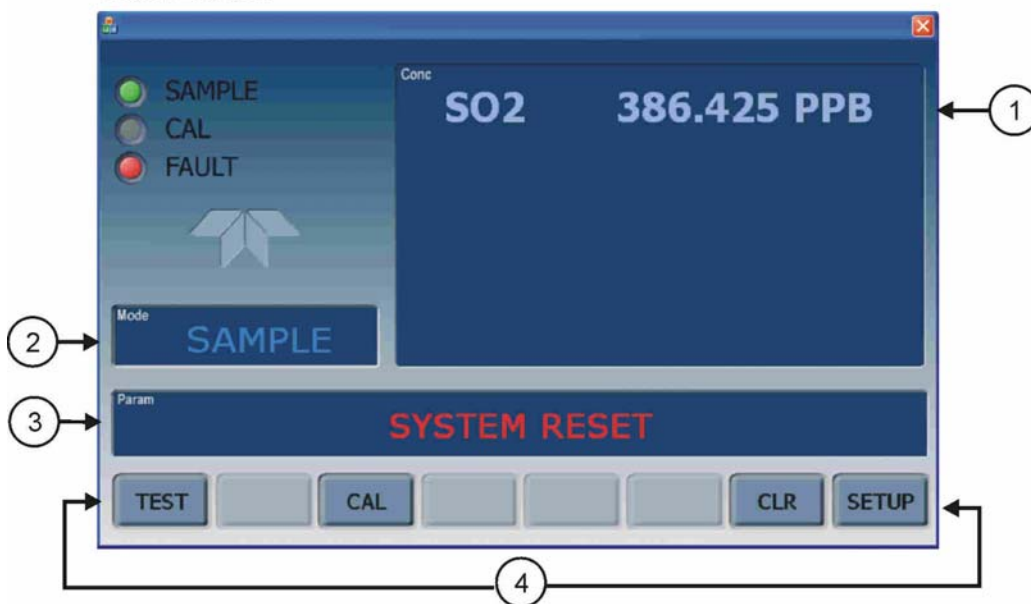 SAMPLE
CAL
FAULT
Conc
SO2 386.425 PPB
1
Mode
SAMPLE
2
Param
SYSTEM RESET
3
TEST CAL CLR SETUP
4